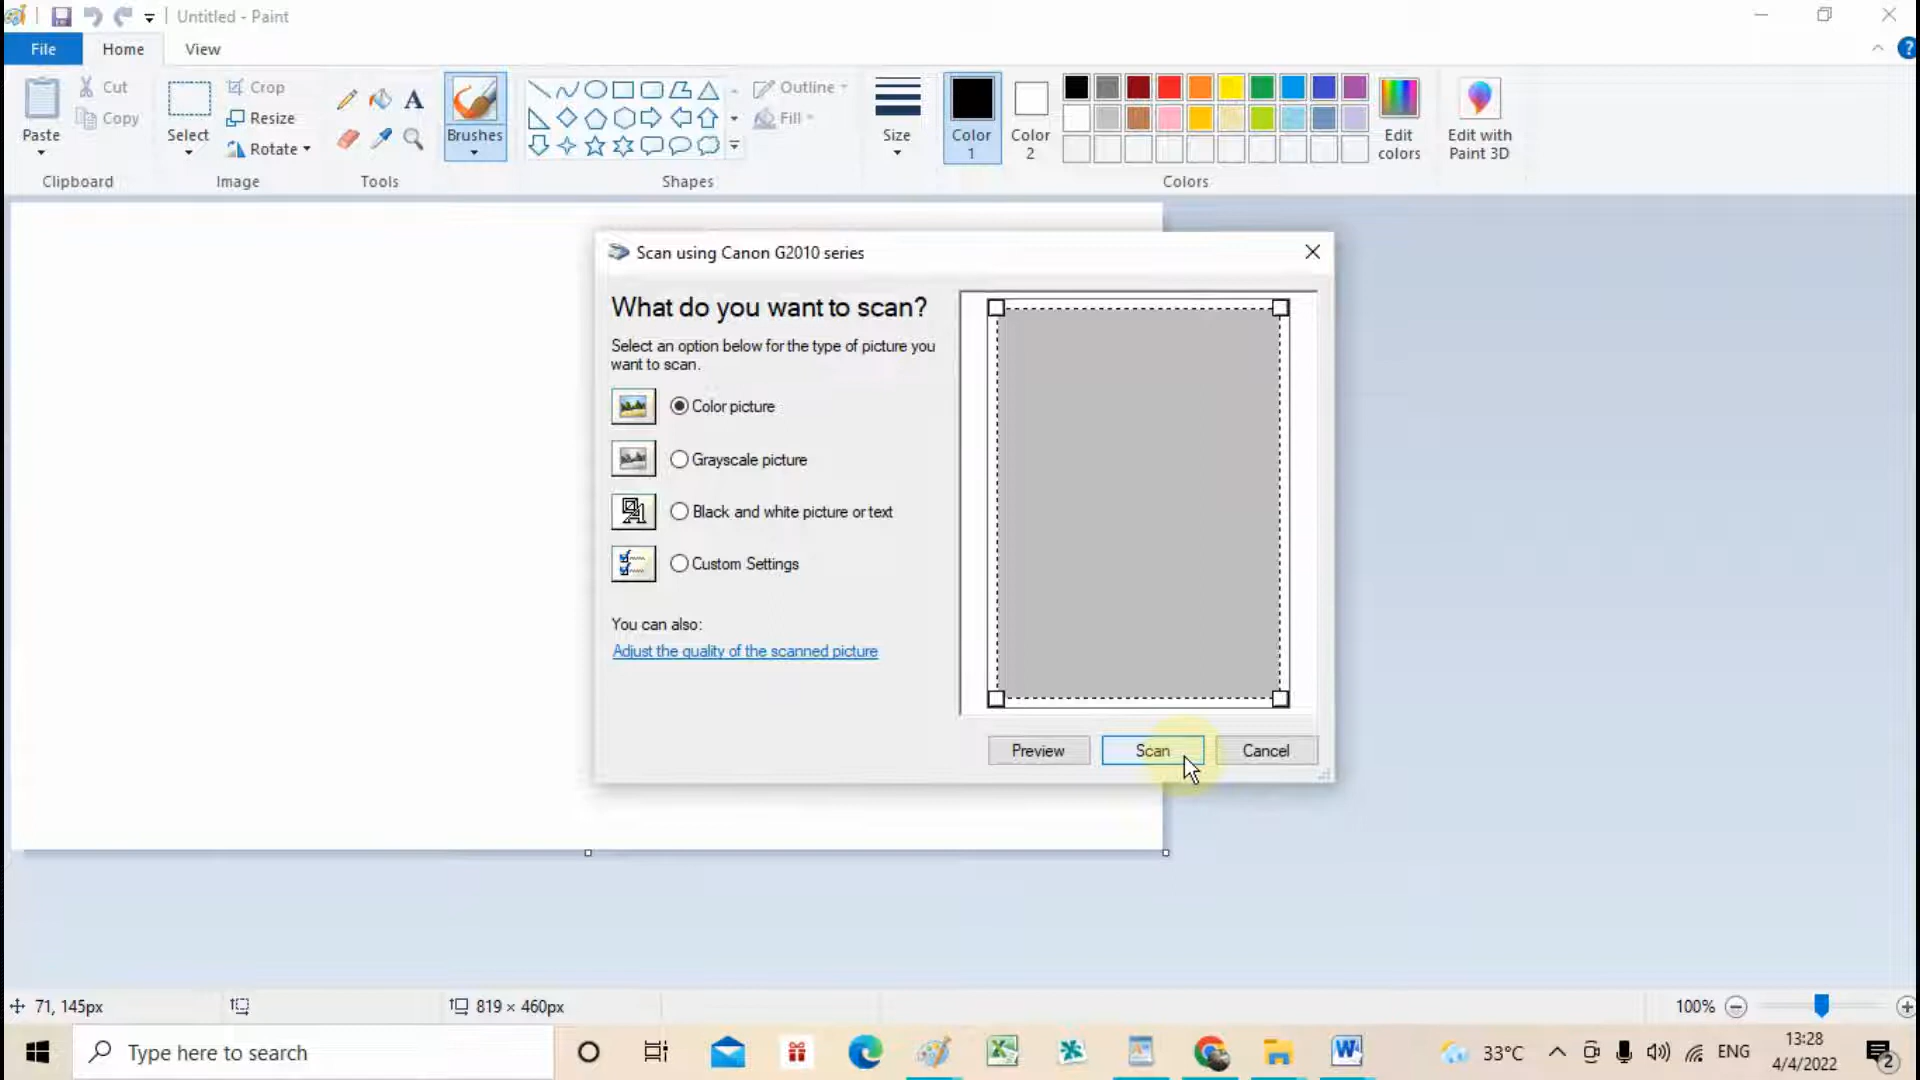 Untitled - Paint
File Home View
Paste
Cut
Copy
Clipboard
Select
Crop
Resize
Rotate
Image
A
Tools
Brushes
Shapes
Outline
Fill
Size
Color 1
Color 2
Edit colors
Edit with Paint 3D
Colors
Scan using Canon G2010 series
What do you want to scan?
Select an option below for the type of picture you
want to scan.
Color picture
Grayscale picture
Black and white picture or text
Custom Settings
You can also:
Adjust the quality of the scanned picture
Preview Scan Cancel
71, 145px
819 × 460px
100%
Type here to search
33°C
ENG
13:28
4/4/2022
2